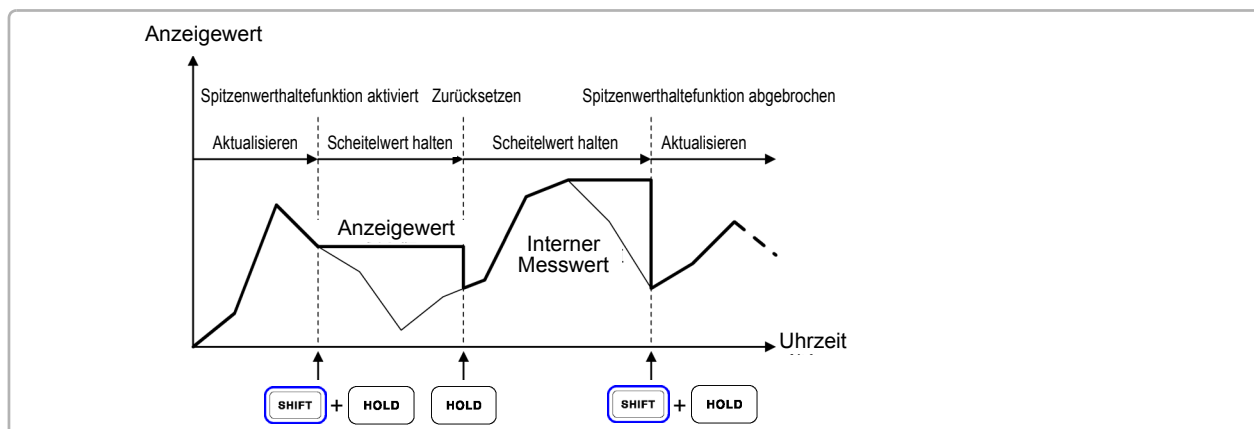 Anzeigewert
Spitzenwerthaltefunktion aktiviert Zurücksetzen Spitzenwerthaltefunktion abgebrochen
Aktualisieren Scheitelwert halten Scheitelwert halten Aktualisieren
Anzeigewert
Interner
Messwert
Uhrzeit
SHIFT + HOLD HOLD SHIFT + HOLD